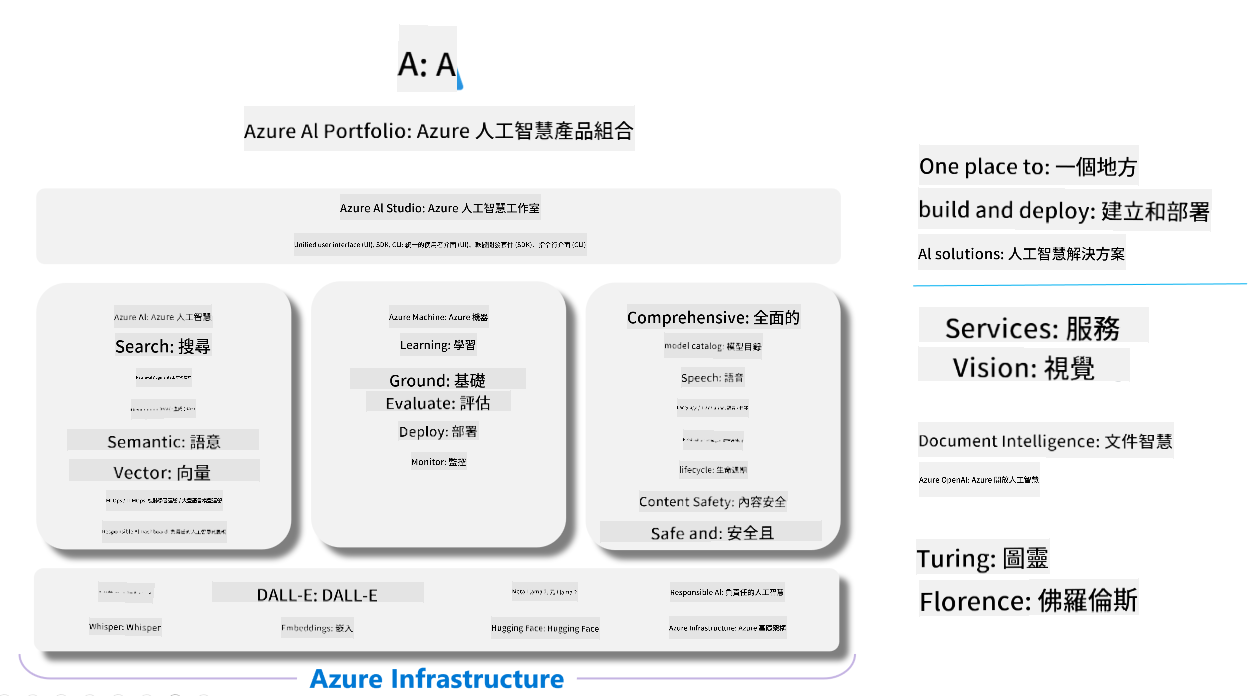 A: A
Azure AI Portfolio: Azure 人工智慧產品組合
Azure AI Studio: Azure 人工智慧工作室
Unified user interface (UI), SDK, CLI: 統一的使用者介面 (UI)、軟體開發套件 (SDK)、指令行介面 (CLI)
Azure AI: Azure 人工智慧
Search: 搜尋
Semantic: 語意
Vector: 向量
Azure Machine: Azure 機器
Learning: 學習
Ground: 基礎
Evaluate: 評估
Deploy: 部署
Monitor: 監控
Comprehensive: 全面的
model catalog: 模型目錄
Speech: 語音
lifecycle: 生命週期
Content Safety: 內容安全
Safe and: 安全且
DALL-E: DALL-E
Responsible AI: 負責任的人工智慧
Whisper: Whisper
Embeddings: 嵌入
Hugging Face: Hugging Face
Azure Infrastructure: Azure 基礎架構
Azure Infrastructure
One place to: 一個地方
build and deploy: 建立和部署
AI solutions: 人工智慧解決方案
Services: 服務
Vision: 視覺
Document Intelligence: 文件智慧
Azure OpenAI: Azure 開放人工智慧
Turing: 圖靈
Florence: 佛羅倫斯